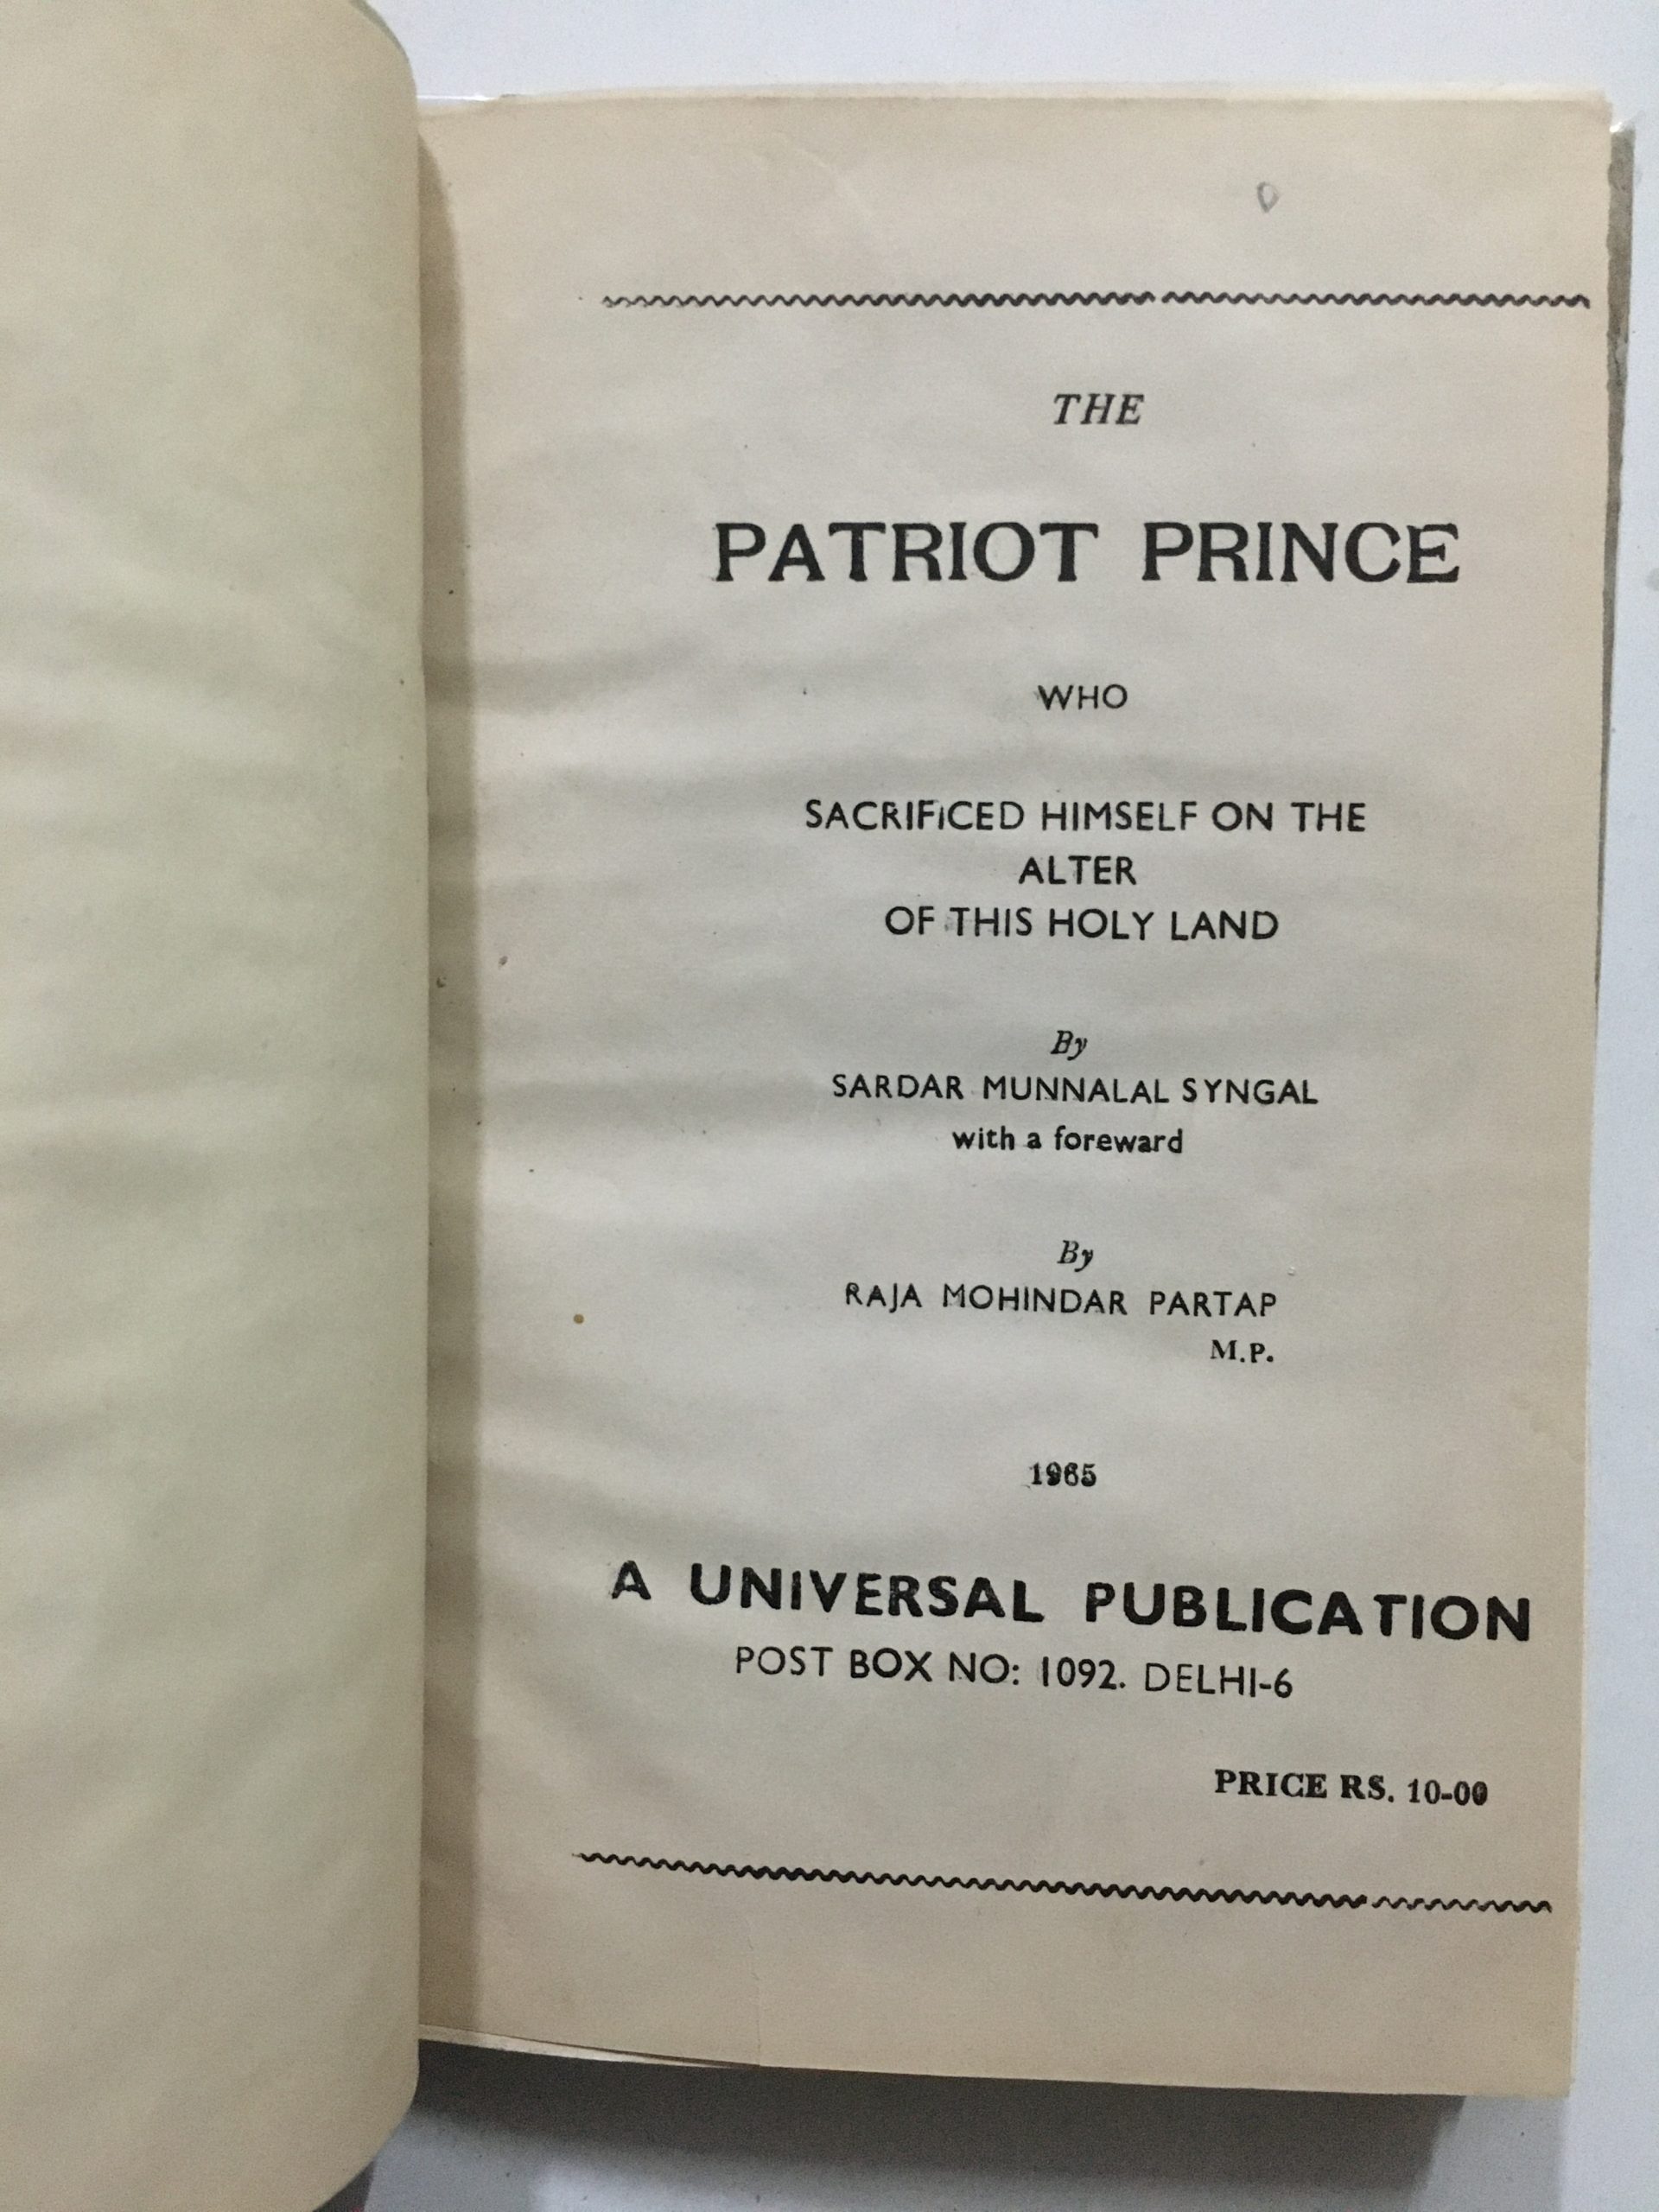 THE
PATRIOT PRINCE
WHO
SACRIFICED HIMSELF ON THE
ALTER
OF THIS HOLY LAND
By
SARDAR MUNNALAL SYNGAL
with a foreward
By
RAJA MOHINDAR PARTAP
M.P.
1965
A UNIVERSAL PUBLICATION
POST BOX NO: 1092. DELHI-6
PRICE RS. 10-00